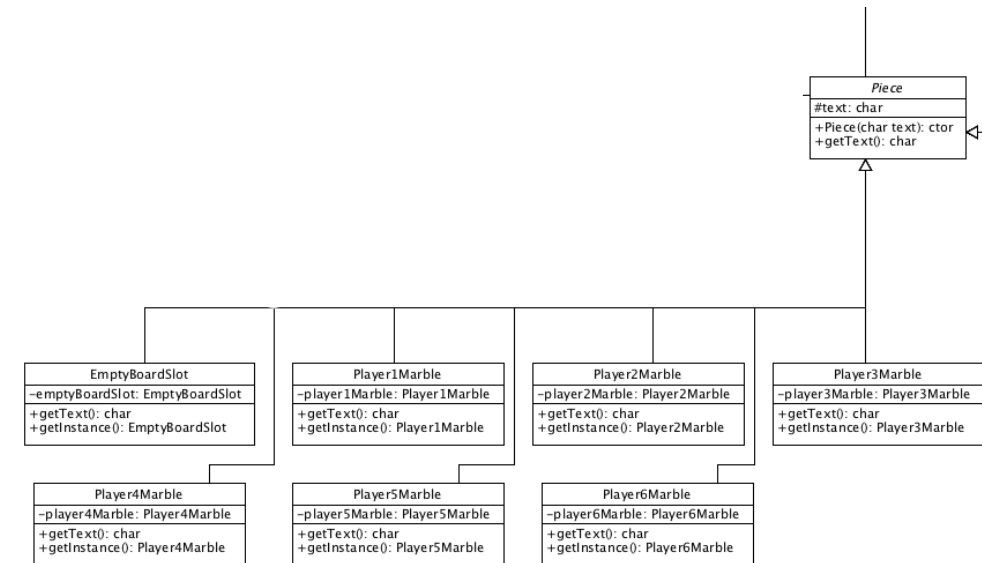 Piece
#text: char
+Piece(char text): ctor
+getText(): char
EmptyBoardSlot
-emptyBoardSlot: EmptyBoardSlot
+getText(): char
+getInstance(): EmptyBoardSlot
Player1Marble
-player1Marble: Player1Marble
+getText(): char
+getInstance(): Player1Marble
Player2Marble
-player2Marble: Player2Marble
+getText(): char
+getInstance(): Player2Marble
Player3Marble
-player3Marble: Player3Marble
+getText(): char
+getInstance(): Player3Marble
Player4Marble
-player4Marble: Player4Marble
+getText(): char
+getInstance(): Player4Marble
Player5Marble
-player5Marble: Player5Marble
+getText(): char
+getInstance(): Player5Marble
Player6Marble
-player6Marble: Player6Marble
+getText(): char
+getInstance(): Player6Marble